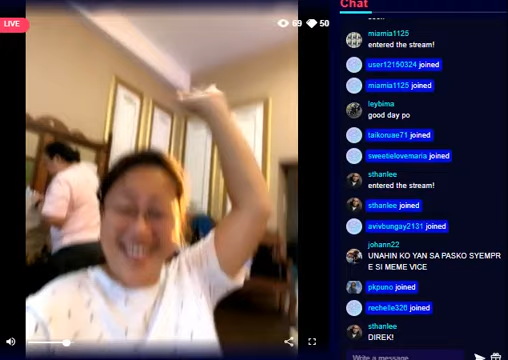 LIVE
69 50
Chat
miamia1125
entered the stream!
user12150324 joined
miamia1125 joined
leybima
good day po
taikoruae71 joined
sweetielovemaria joined
sthanlee
entered the stream!
sthanlee joined
avivbungay2131 joined
johann22
UNAHIN KO YAN SA PASKO SYEMPR
E SI MEME VICE
pkpuno joined
rechelle326 joined
sthanlee
DIREK!
Write a message